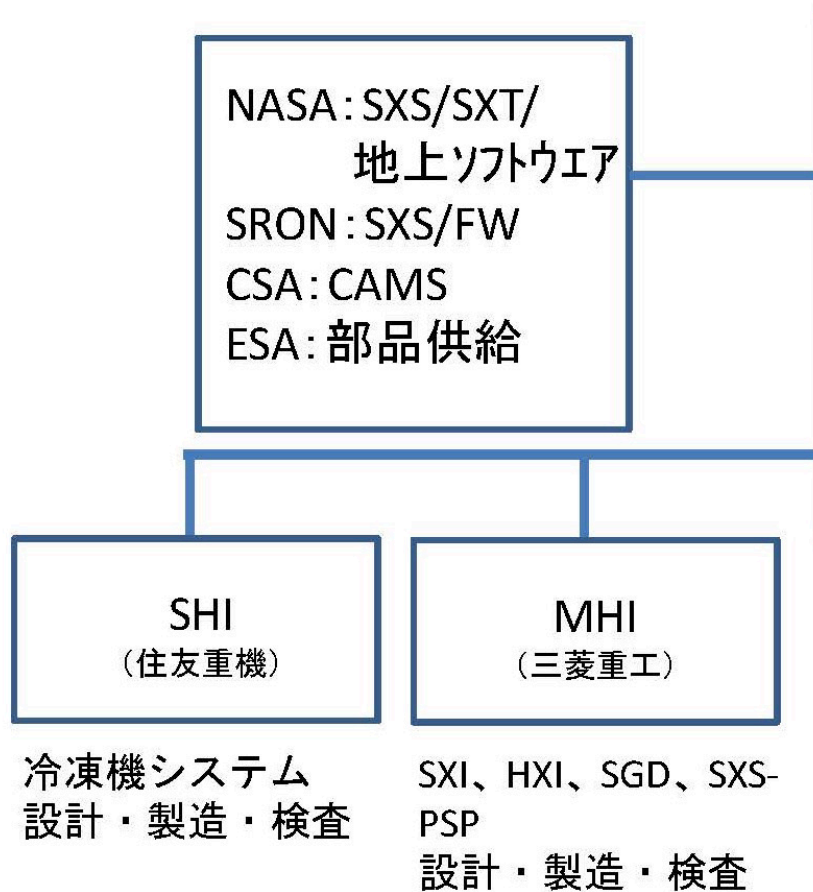 NASA：SXS/SXT/
地上ソフトウエア
SRON：SXS/FW
CSA：CAMS
ESA：部品供給
SHI
（住友重機）
MHI
（三菱重工）
冷凍機システム
設計・製造・検査
SXI、HXI、SGD、SXS-
PSP
設計・製造・検査